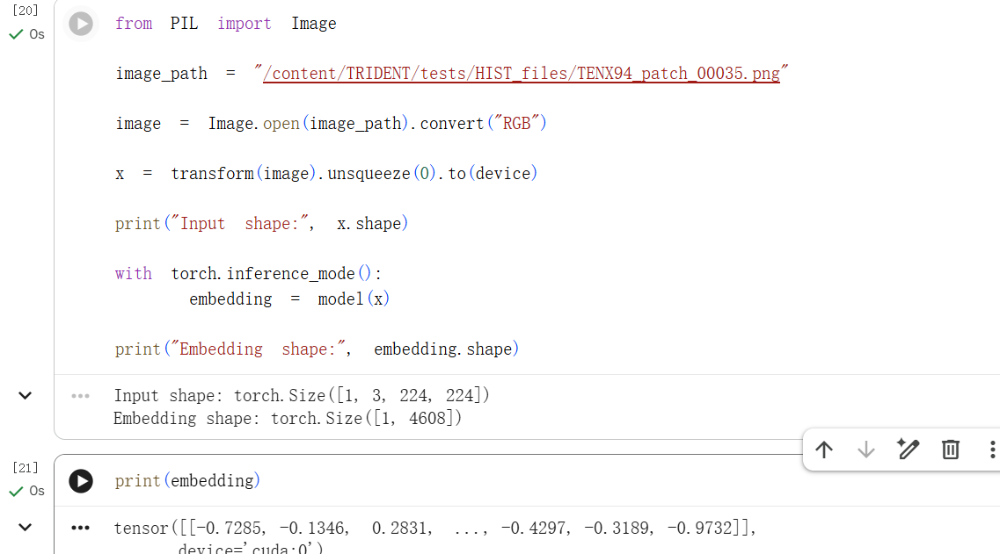 [20]
0s
from PIL import Image
image_path = "/content/TRIDENT/tests/HIST_files/TENX94_patch_00035.png"
image = Image.open(image_path).convert("RGB")
x = transform(image).unsqueeze(0).to(device)
print("Input shape:", x.shape)
with torch.inference_mode():
embedding = model(x)
print("Embedding shape:", embedding.shape)
Input shape: torch.Size([1, 3, 224, 224])
Embedding shape: torch.Size([1, 4608])
[21]
0s
print(embedding)
tensor([[-0.7285, -0.1346, 0.2831, ..., -0.4297, -0.3189, -0.9732]],
device='cuda:0')